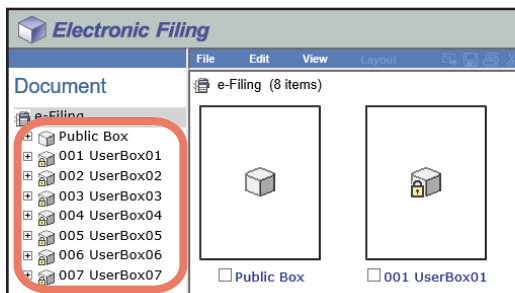 Electronic Filing
File Edit View Layout
Document
e-Filing (8 items)
e-Filing
Public Box
001 UserBox01
002 UserBox02
003 UserBox03
004 UserBox04
005 UserBox05
006 UserBox06
007 UserBox07
Public Box
001 UserBox01